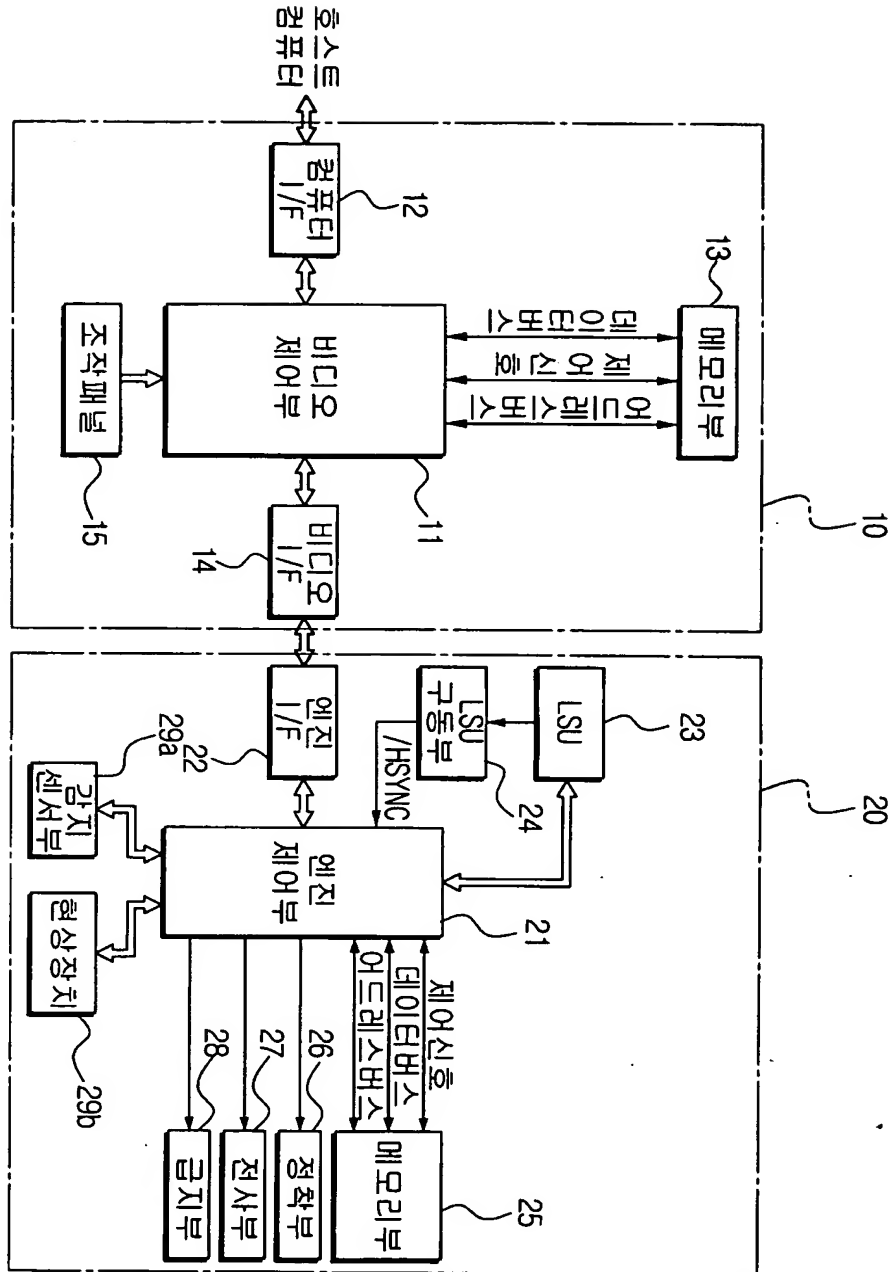 호스트
컴퓨터
컴퓨터
I/F
12
메모리부
13
데이터버스
제어신호
어드레스버스
비디오
제어부
11
조작패널
15
비디오
I/F
14
10
엔진
I/F
22
LSU
23
LSU
구동부
24
/HSYNC
20
엔진
제어부
21
감지
센서부
29a
현상장치
29b
제어신호
데이터버스
어드레스버스
메모리부
25
정착부
26
전사부
27
급지부
28